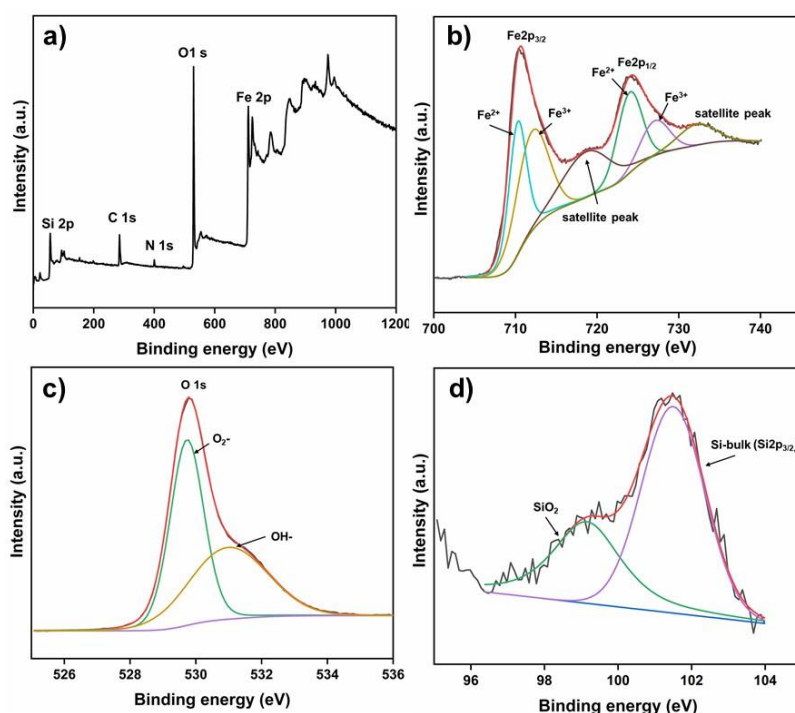 a)
O1 s
Fe 2p
Si 2p
C 1s
N 1s
Intensity (a.u.)
0 200 400 600 800 1000 1200
Binding energy (eV)
b)
Fe2p3/2
Fe2p1/2
Fe2+
Fe3+
Fe2+
Fe3+
satellite peak
satellite peak
Intensity (a.u.)
700 710 720 730 740
Binding energy (eV)
c)
O 1s
O2-
OH-
Intensity (a.u.)
526 528 530 532 534 536
Binding energy (eV)
d)
Si-bulk (Si2p3/2,
SiO2
Intensity (a.u.)
96 98 100 102 104
Binding energy (eV)